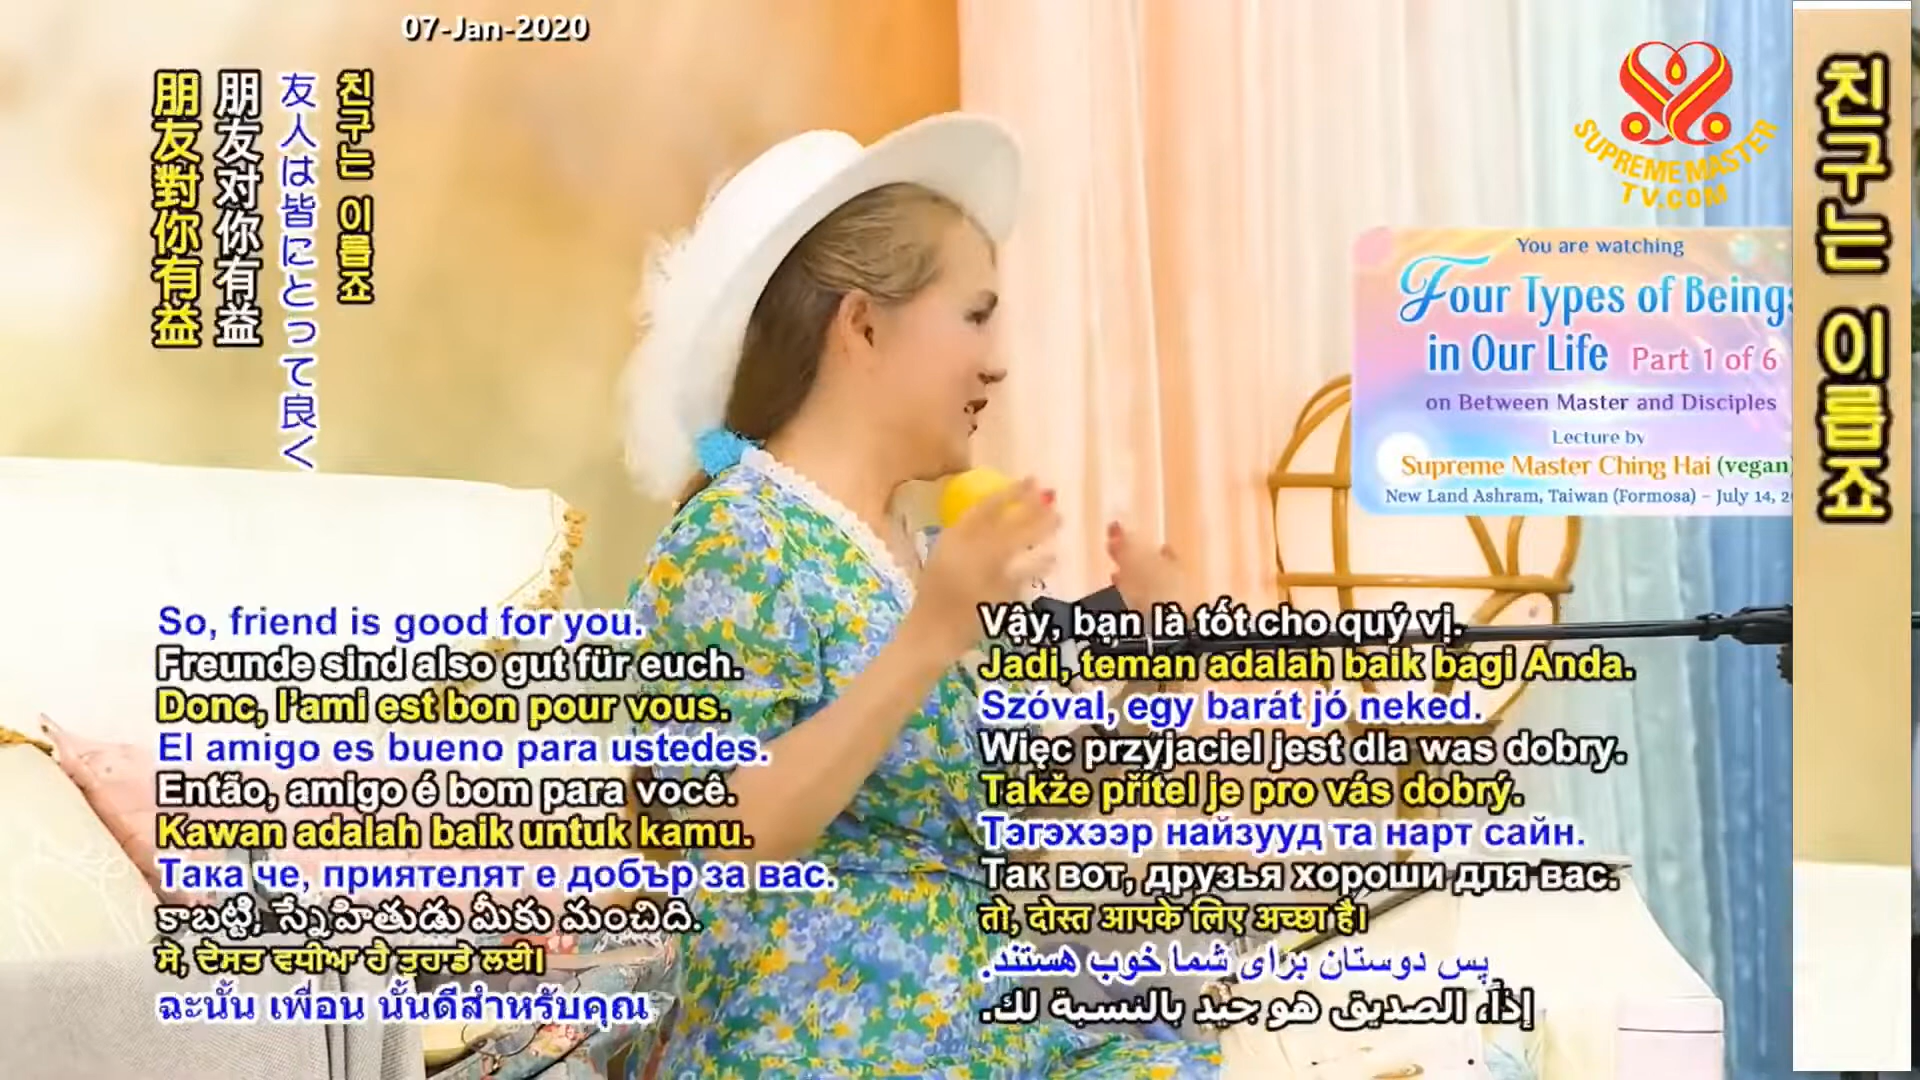 07-Jan-2020
친구는 이롭죠
友人は皆にとって良く
朋友对你有益
朋友對你有益
SUPREME MASTER
TV.COM
You are watching
Four Types of Beings
in Our Life Part 1 of 6
on Between Master and Disciples
Lecture by
Supreme Master Ching Hai (vegan)
New Land Ashram, Taiwan (Formosa) – July 14,
친구는 이롭죠
So, friend is good for you.
Freunde sind also gut für euch.
Donc, l'ami est bon pour vous.
El amigo es bueno para ustedes.
Então, amigo é bom para você.
Kawan adalah baik untuk kamu.
Така че, приятелят е добър за вас.
కాబట్టి, స్నేహితుడు మీకు మంచిది.
ਸੋ, ਦੋਸਤ ਵਧੀਆ ਹੈ ਤੁਹਾਡੇ ਲਈ।
ฉะนั้น เพื่อน นั้นดีสำหรับคุณ
Vậy, bạn là tốt cho quý vị.
Jadi, teman adalah baik bagi Anda.
Szóval, egy barát jó neked.
Więc przyjaciel jest dla was dobry.
Takže přítel je pro vás dobrý.
Тэгэхээр найзууд та нарт сайн.
Так вот, друзья хороши для вас.
तो, दोस्त आपके लिए अच्छा है।
پس دوستان برای شما خوب هستند.
إذاً، الصديق هو جيد بالنسبة لك.